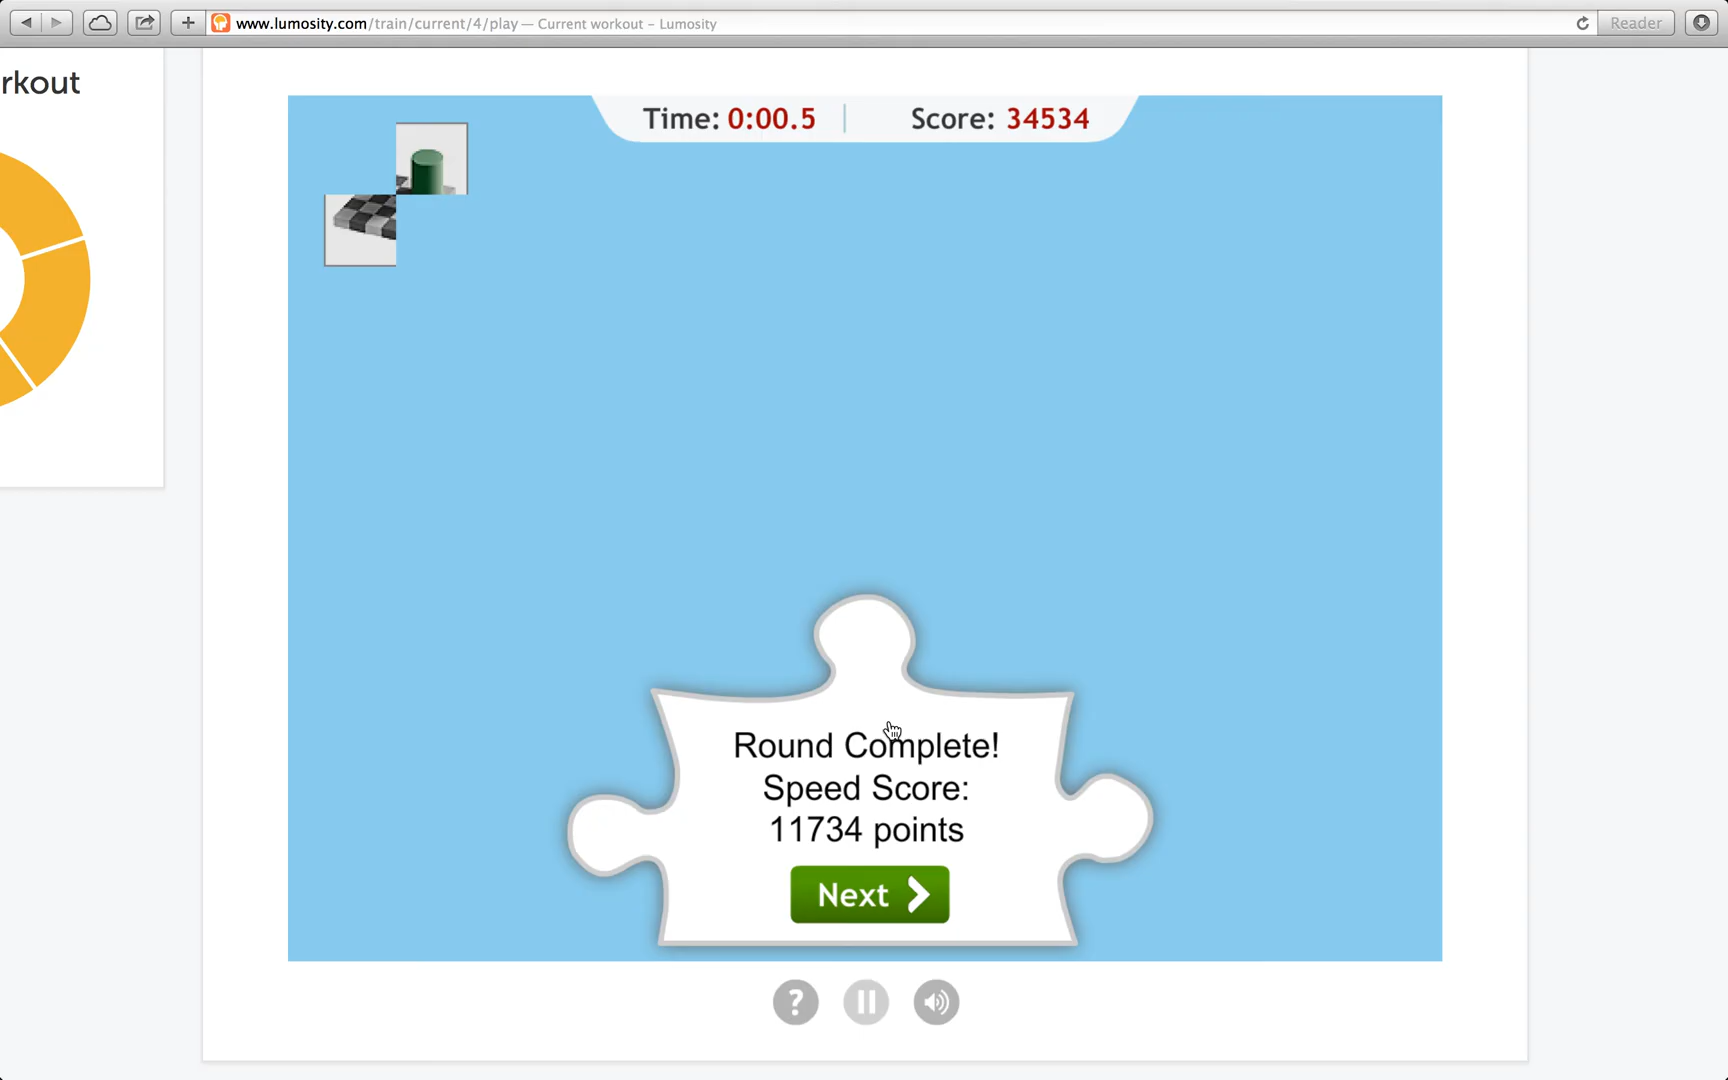 www.lumosity.com/train/current/4/play — Current workout – Lumosity
Reader
rkout
Time: 0:00.5
Score: 34534
Round Complete!
Speed Score:
11734 points
Next
?